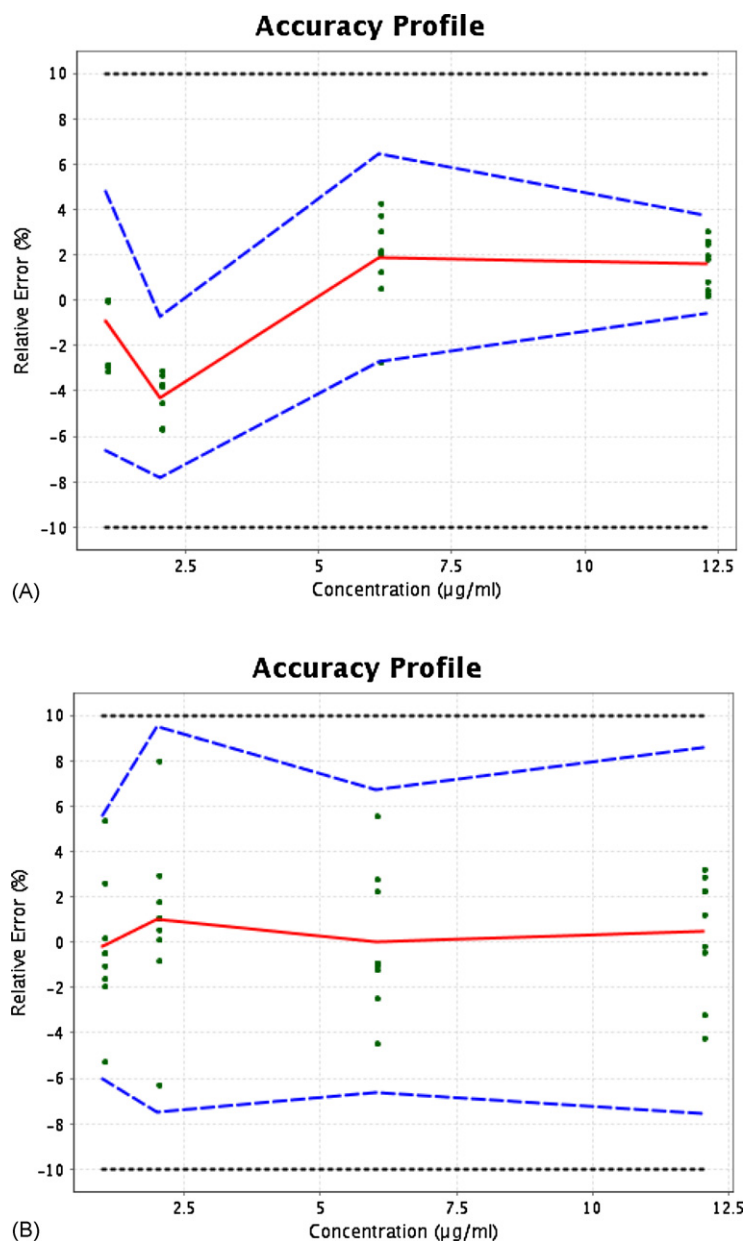 Accuracy Profile
10
8
6
4
2
0
-2
-4
-6
-8
-10
Relative Error (%)
2.5 5 7.5 10 12.5
Concentration (µg/ml)
(A)
Accuracy Profile
10
8
6
4
2
0
-2
-4
-6
-8
-10
Relative Error (%)
2.5 5 7.5 10 12.5
Concentration (µg/ml)
(B)